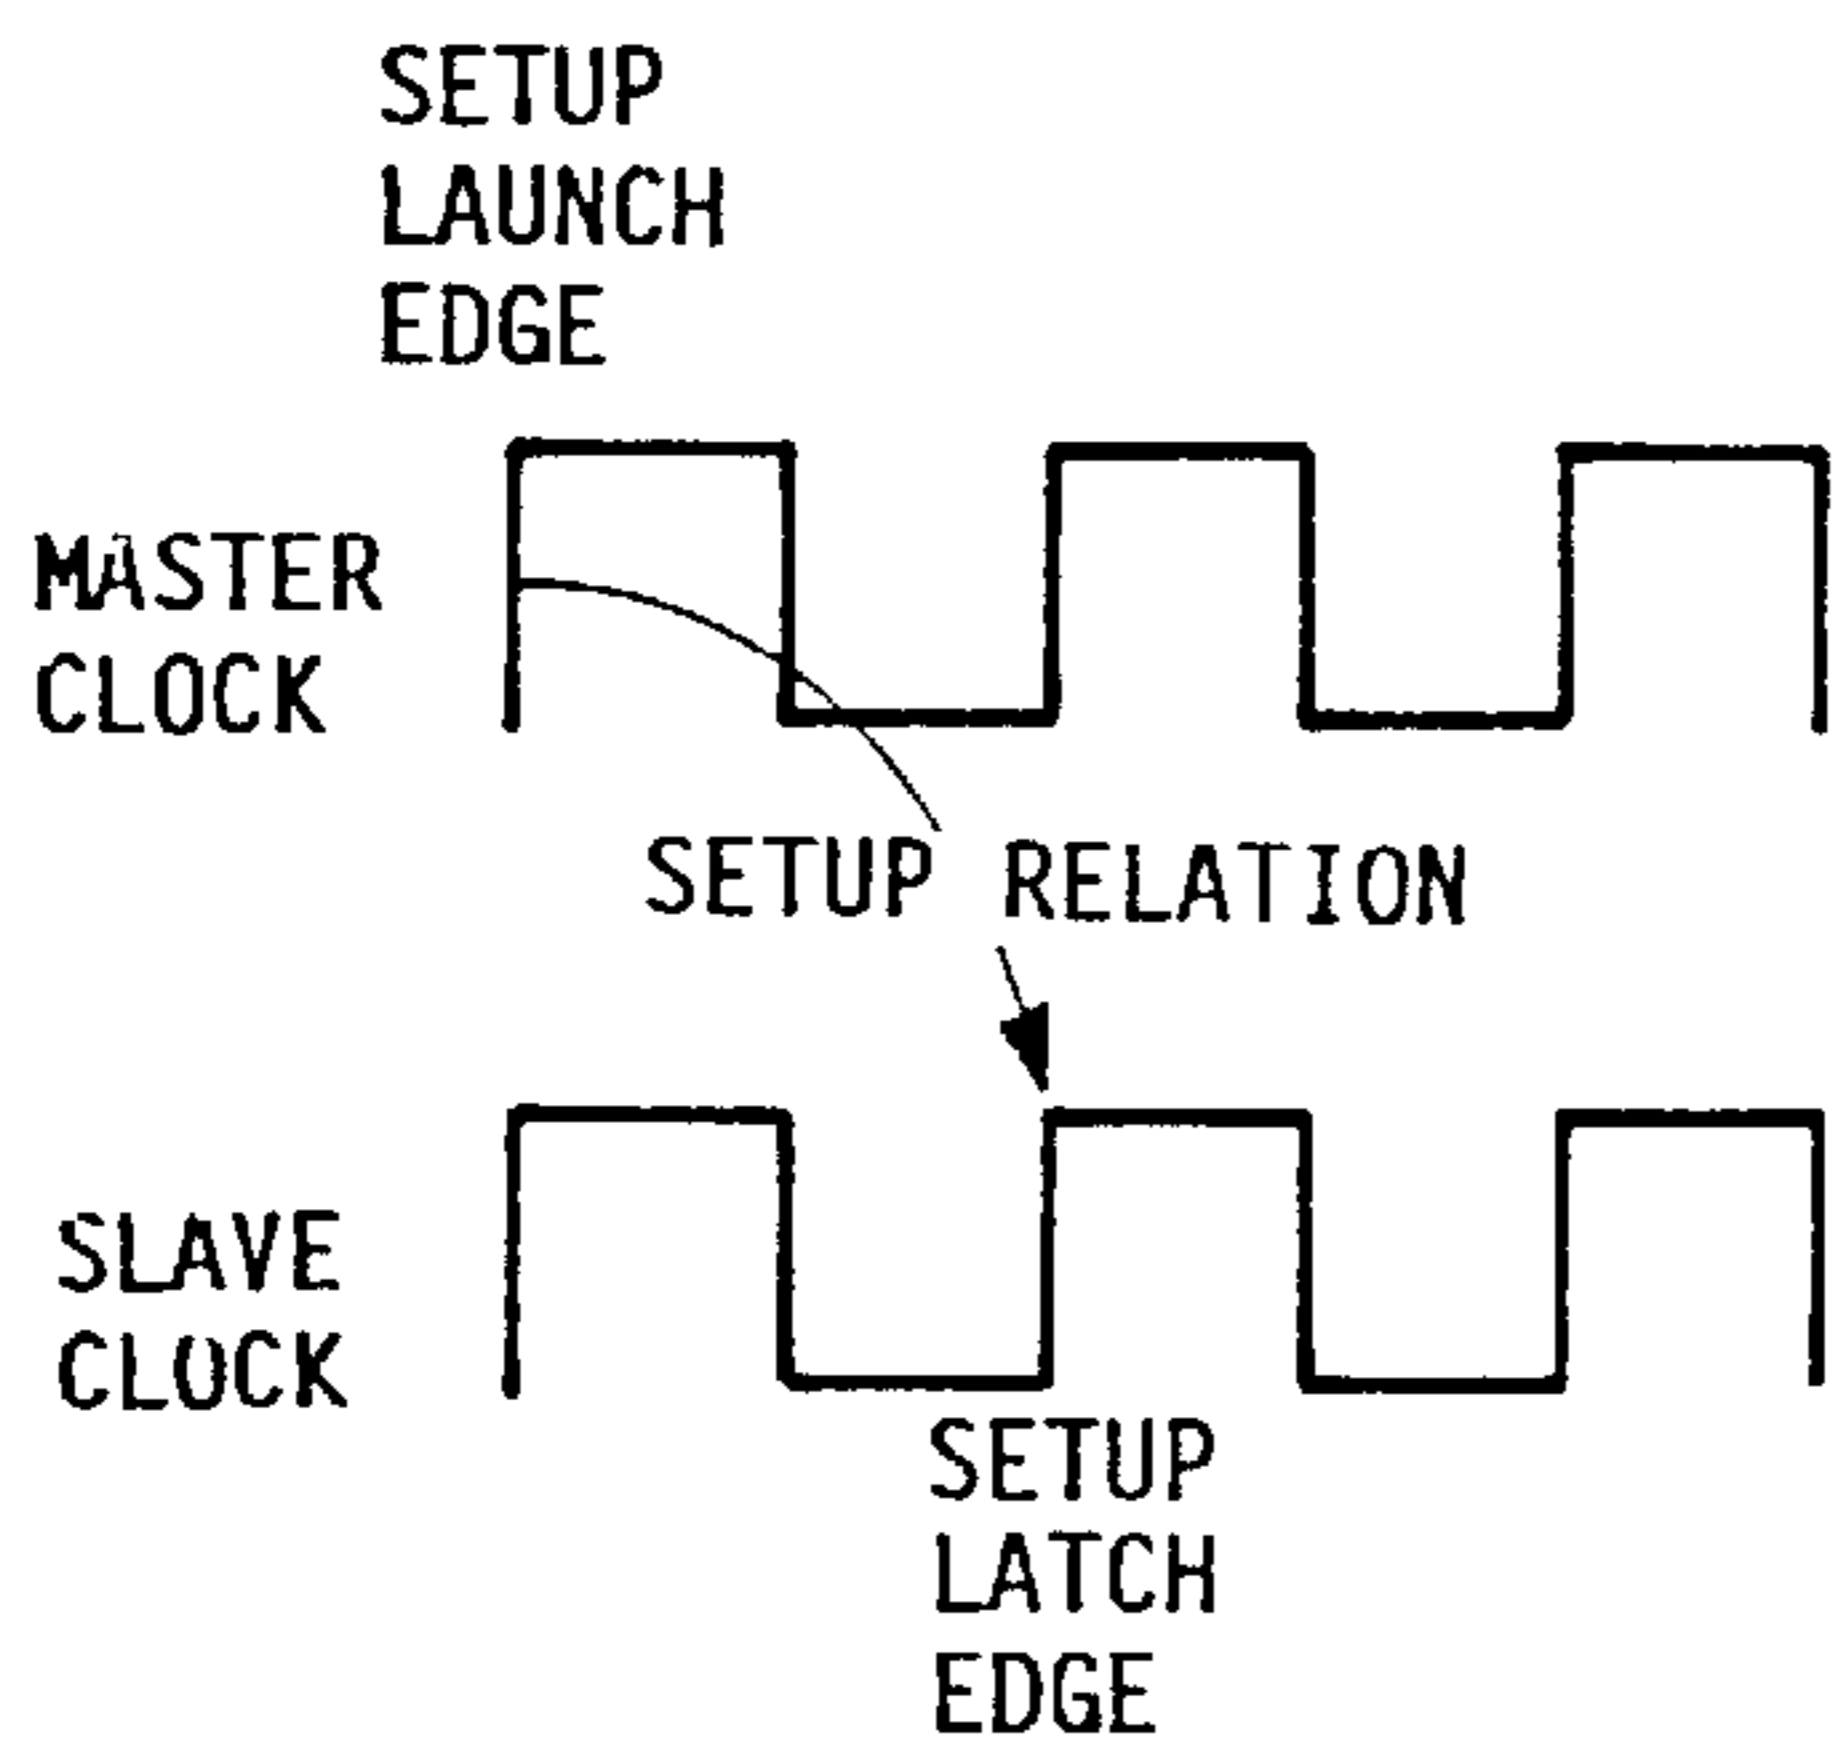 SETUP
LAUNCH
EDGE
MASTER
CLOCK
SETUP RELATION
SLAVE
CLOCK
SETUP
LATCH
EDGE